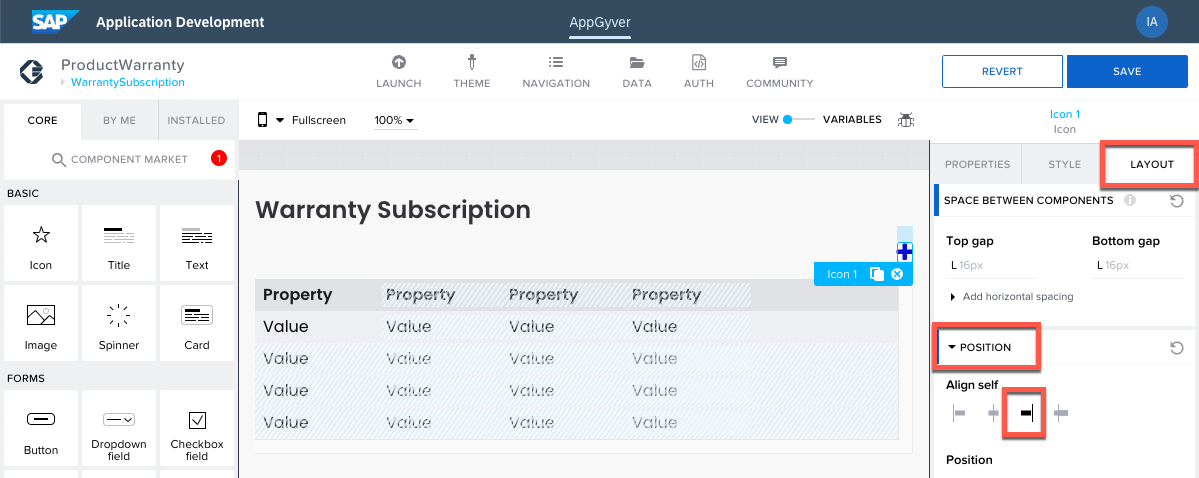 SAP Application Development AppGyver IA
ProductWarranty
WarrantySubscription
LAUNCH THEME NAVIGATION DATA AUTH COMMUNITY
REVERT SAVE
CORE BY ME INSTALLED
Fullscreen 100% VIEW VARIABLES
Icon 1
Icon
COMPONENT MARKET 1
PROPERTIES STYLE LAYOUT
BASIC
Icon Title Text
Image Spinner Card
FORMS
Button Dropdown field Checkbox field
Warranty Subscription
Icon 1
Property Property Property Property
Value Value Value Value
Value Value Value Value
Value Value Value Value
Value Value Value Value
SPACE BETWEEN COMPONENTS
Top gap Bottom gap
L 16px L 16px
Add horizontal spacing
POSITION
Align self
Position